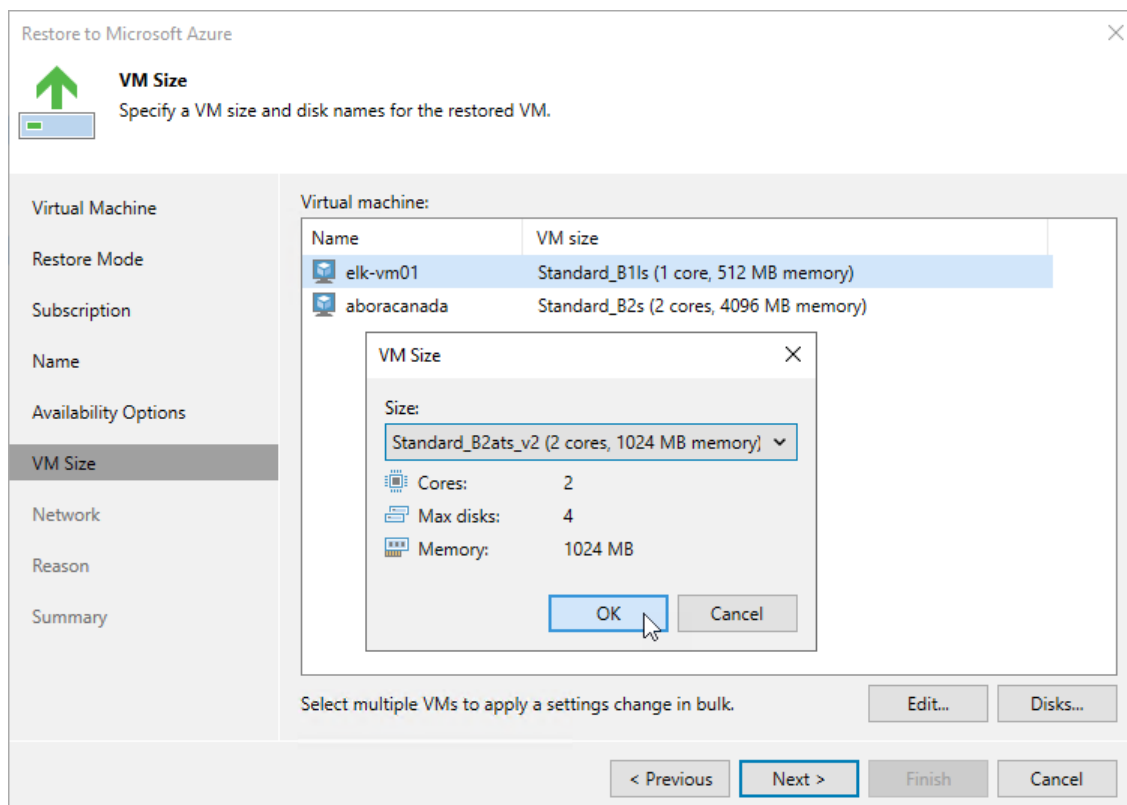 Restore to Microsoft Azure
VM Size
Specify a VM size and disk names for the restored VM.
Virtual Machine
Restore Mode
Subscription
Name
Availability Options
VM Size
Network
Reason
Summary
Virtual machine:
Name VM size
elk-vm01 Standard_B1ls (1 core, 512 MB memory)
aboracanada Standard_B2s (2 cores, 4096 MB memory)
VM Size
Size:
Standard_B2ats_v2 (2 cores, 1024 MB memory)
Cores: 2
Max disks: 4
Memory: 1024 MB
OK Cancel
Select multiple VMs to apply a settings change in bulk. Edit... Disks...
< Previous Next > Finish Cancel